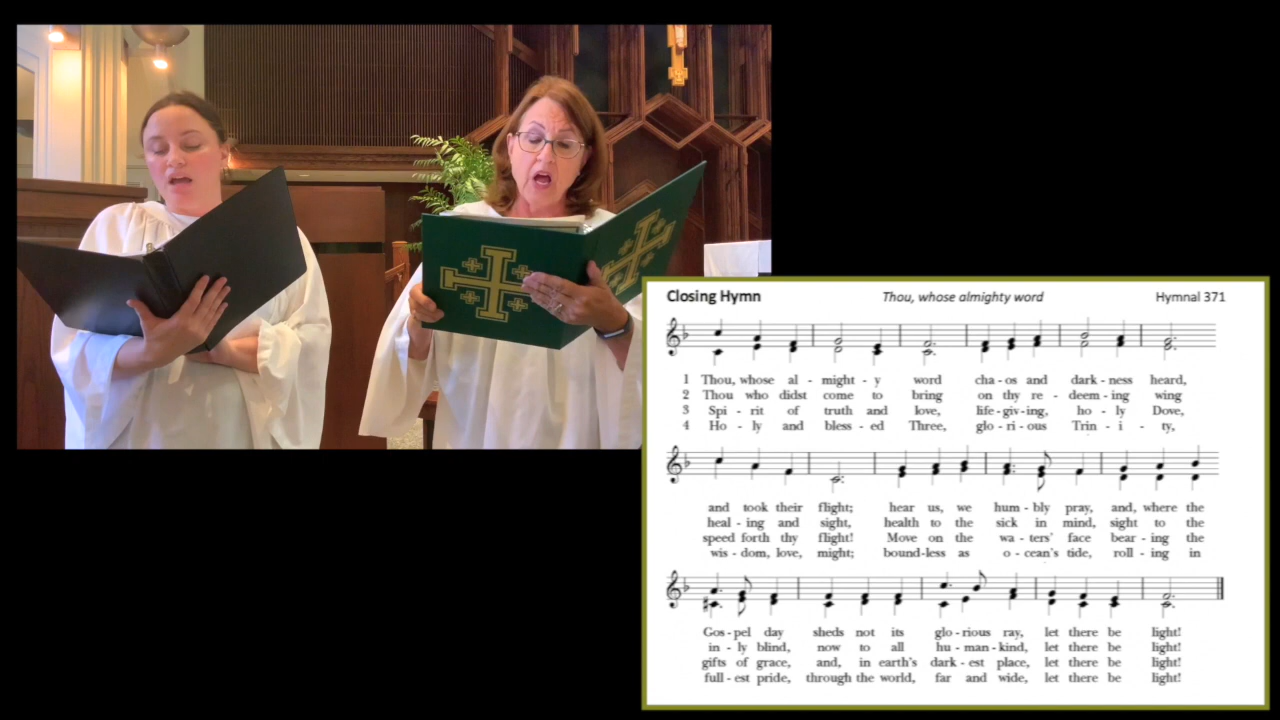 Closing Hymn Thou, whose almighty word Hymnal 371
1 Thou, whose al - might - y word cha - os and dark - ness heard,
2 Thou who didst come to bring on thy re - deem - ing wing
3 Spi - rit of truth and love, life - giv - ing, ho - ly Dove,
4 Ho - ly and bless - ed Three, glo - ri - ous Trin - i - ty,
and took their flight; hear us, we hum - bly pray, and, where the
heal - ing and sight, health to the sick in mind, sight to the
speed forth thy flight! Move on the wa - ters' face bear - ing the
wis - dom, love, might; bound - less as o - cean's tide, roll - ing in
Gos - pel day sheds not its glo - rious ray, let there be light!
in - ly blind, now to all hu - man - kind, let there be light!
gifts of grace, and, in earth's dark - est place, let there be light!
full - est pride, through the world, far and wide, let there be light!